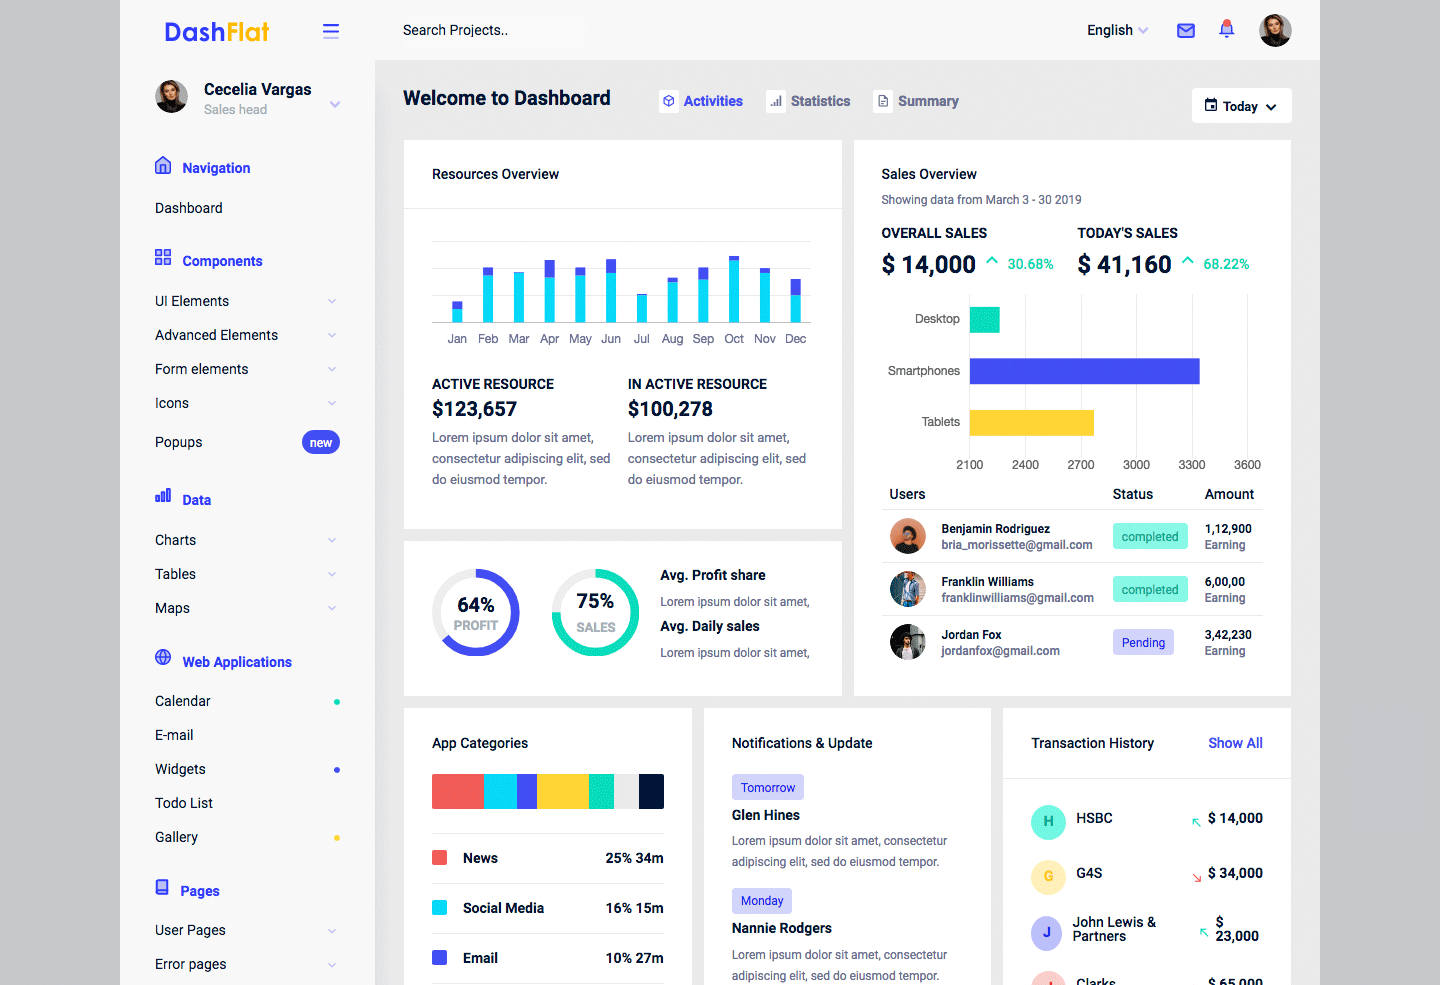 DashFlat
Search Projects..
English
Cecelia Vargas
Sales head
Navigation
Dashboard
Components
UI Elements
Advanced Elements
Form elements
Icons
Popups
new
Data
Charts
Tables
Maps
Web Applications
Calendar
E-mail
Widgets
Todo List
Gallery
Pages
User Pages
Error pages
Welcome to Dashboard
Activities
Statistics
Summary
Today
Resources Overview
Jan Feb Mar Apr May Jun Jul Aug Sep Oct Nov Dec
ACTIVE RESOURCE
$123,657
Lorem ipsum dolor sit amet,
consectetur adipiscing elit, sed
do eiusmod tempor.
IN ACTIVE RESOURCE
$100,278
Lorem ipsum dolor sit amet,
consectetur adipiscing elit, sed
do eiusmod tempor.
64%
PROFIT
75%
SALES
Avg. Profit share
Lorem ipsum dolor sit amet,
Avg. Daily sales
Lorem ipsum dolor sit amet,
Sales Overview
Showing data from March 3 - 30 2019
OVERALL SALES
$ 14,000 30.68%
TODAY'S SALES
$ 41,160 68.22%
Desktop
Smartphones
Tablets
2100 2400 2700 3000 3300 3600
Users Status Amount
Benjamin Rodriguez
bria_morissette@gmail.com
completed
1,12,900
Earning
Franklin Williams
franklinwilliams@gmail.com
completed
6,00,00
Earning
Jordan Fox
jordanfox@gmail.com
Pending
3,42,230
Earning
App Categories
News 25% 34m
Social Media 16% 15m
Email 10% 27m
Notifications & Update
Tomorrow
Glen Hines
Lorem ipsum dolor sit amet, consectetur
adipiscing elit, sed do eiusmod tempor.
Monday
Nannie Rodgers
Lorem ipsum dolor sit amet, consectetur
adipiscing elit, sed do eiusmod tempor.
Transaction History
Show All
H HSBC $ 14,000
G G4S $ 34,000
J John Lewis &
Partners
$
23,000
Clarks $ 65,000